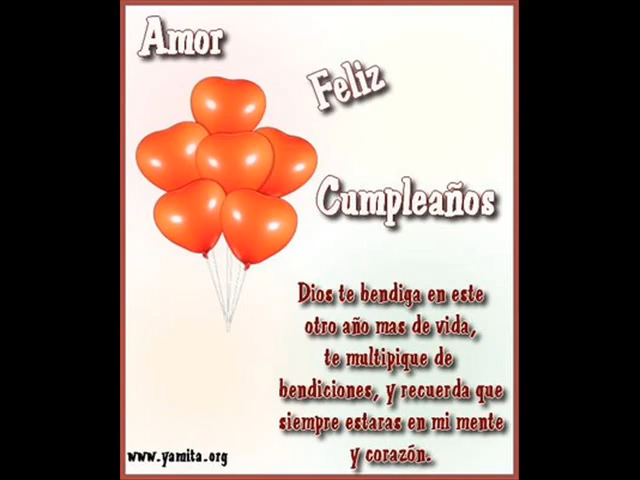 Amor
Feliz
Cumpleaños
Dios te bendiga en este
otro año mas de vida,
te multipique de
bendiciones, y recuerda que
siempre estaras en mi mente
y corazón.
www.yamita.org